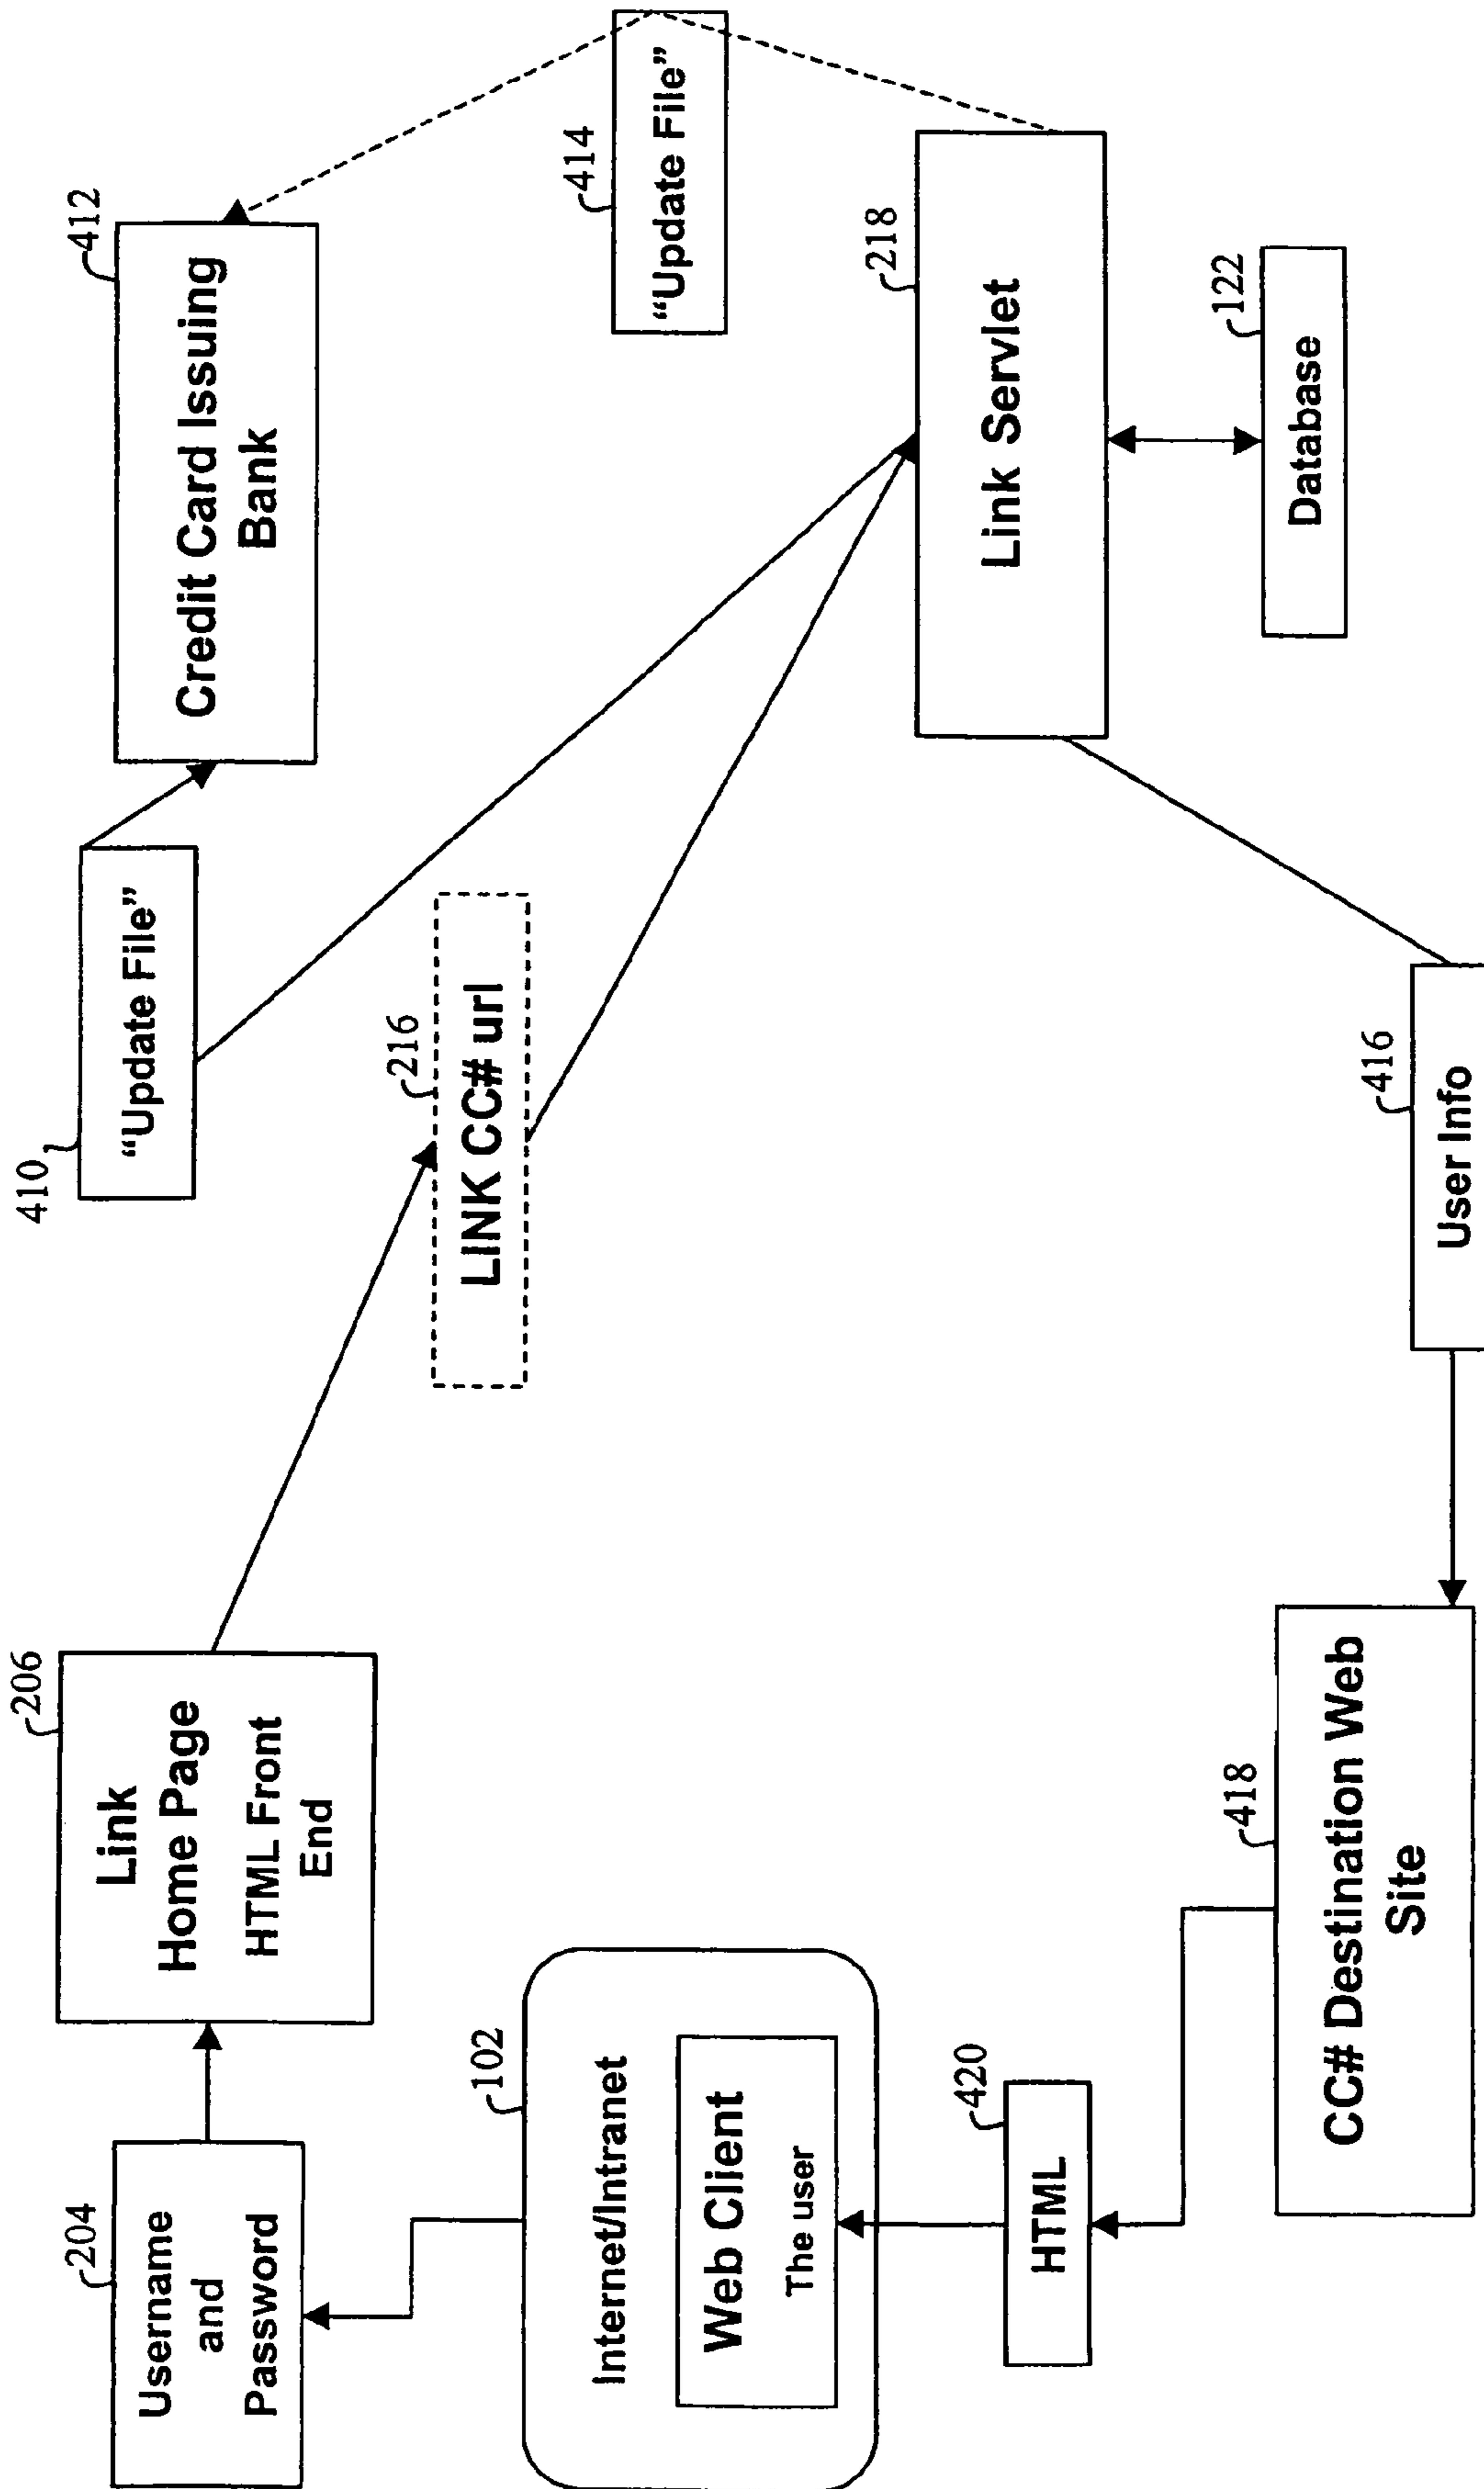 204
Username
and
Password
206
Link
Home Page
HTML Front
End
410
“Update File”
412
Credit Card Issuing
Bank
216
LINK CC# url
414
“Update File”
102
Internet/Intranet
Web Client
The user
218
Link Servlet
420
HTML
122
Database
418
CC# Destination Web
Site
416
User Info